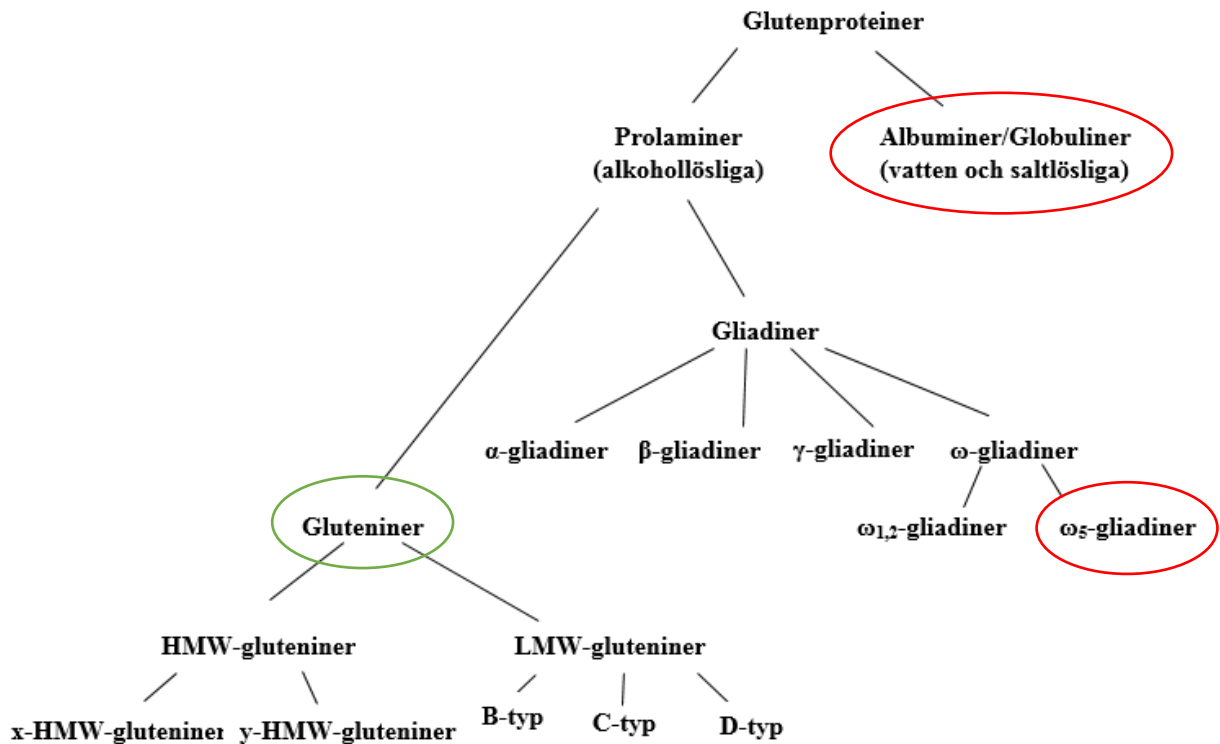 Glutenproteiner
Prolaminer
(alkohollösliga)
Albuminer/Globuliner
(vatten och saltlösliga)
Gliadiner
α-gliadiner
β-gliadiner
γ-gliadiner
ω-gliadiner
ω1,2-gliadiner
ω5-gliadiner
Gluteniner
HMW-gluteniner
LMW-gluteniner
x-HMW-gluteniner
y-HMW-gluteniner
B-typ
C-typ
D-typ